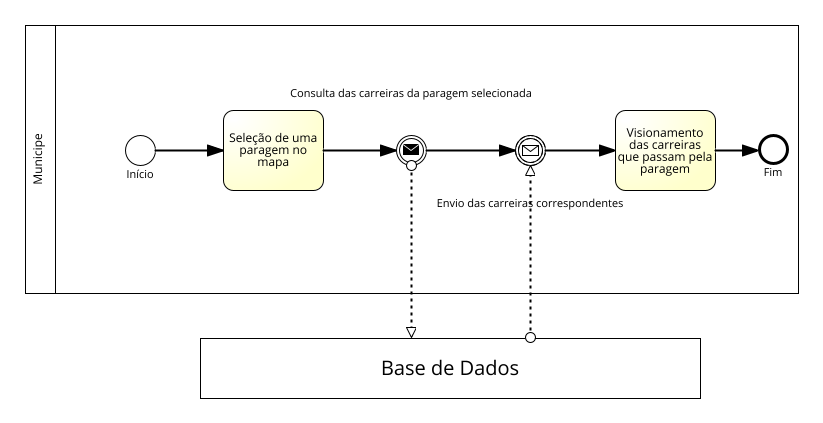 Municipe
Consulta das carreiras da paragem selecionada
Início
Seleção de uma
paragem no
mapa
Visionamento
das carreiras
que passam pela
paragem
Fim
Envio das carreiras correspondentes
Base de Dados